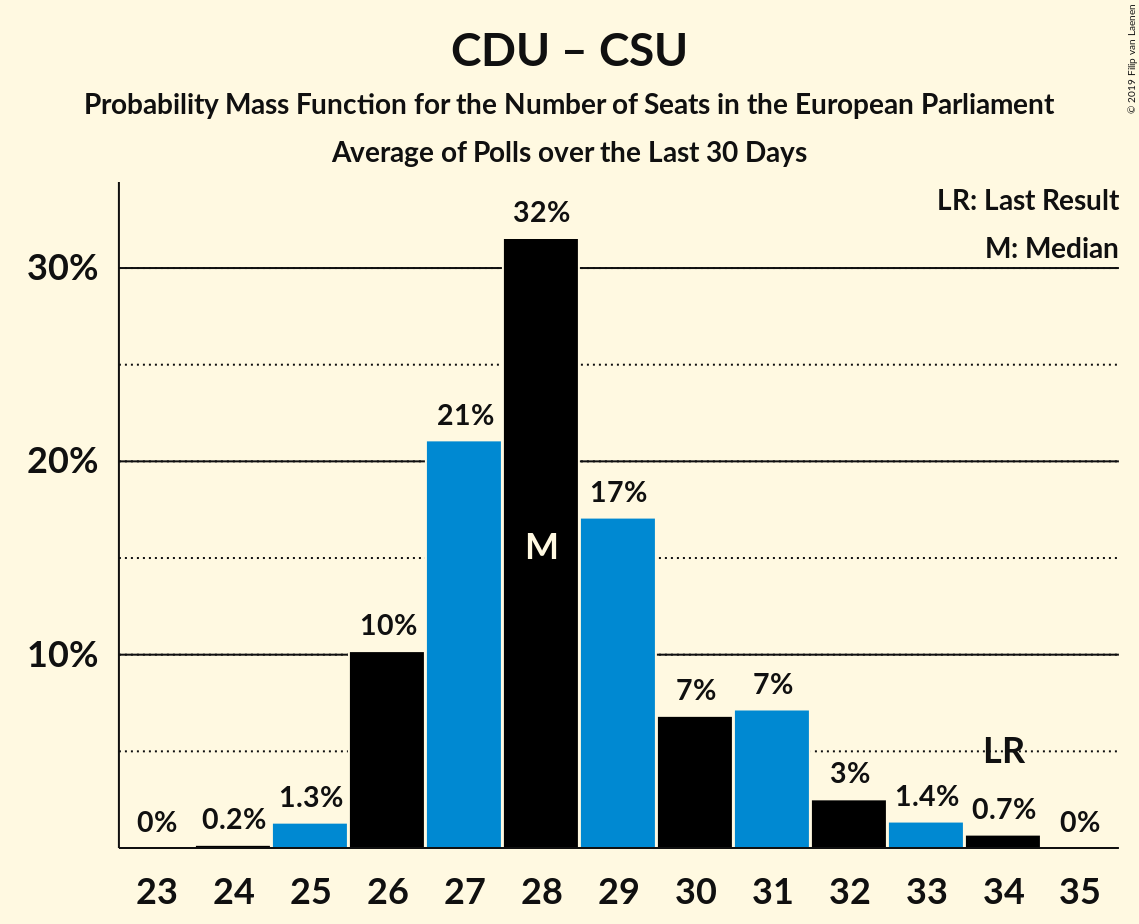 CDU – CSU
Probability Mass Function for the Number of Seats in the European Parliament
Average of Polls over the Last 30 Days
© 2019 Filip van Laenen
LR: Last Result
M: Median
30%
20%
10%
0%
0.2%
1.3%
10%
21%
32%
M
17%
7%
7%
3%
1.4%
LR
0.7%
0%
23 24 25 26 27 28 29 30 31 32 33 34 35